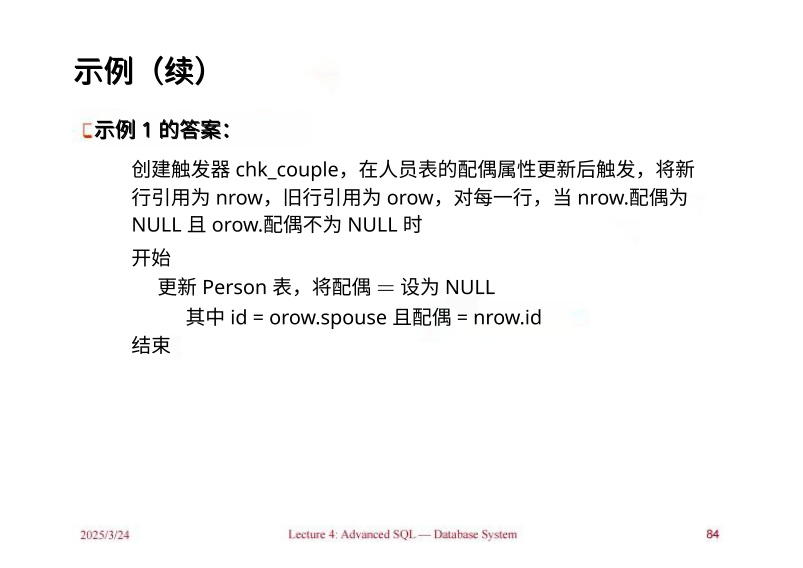 示例（续）
示例 1 的答案：
创建触发器 chk_couple，在人员表的配偶属性更新后触发，将新
行引用为 nrow，旧行引用为 orow，对每一行，当 nrow.配偶为
NULL 且 orow.配偶不为 NULL 时
开始
更新 Person 表，将配偶 = 设为 NULL
其中 id = orow.spouse 且配偶 = nrow.id
结束
2025/3/24
Lecture 4: Advanced SQL — Database System
84